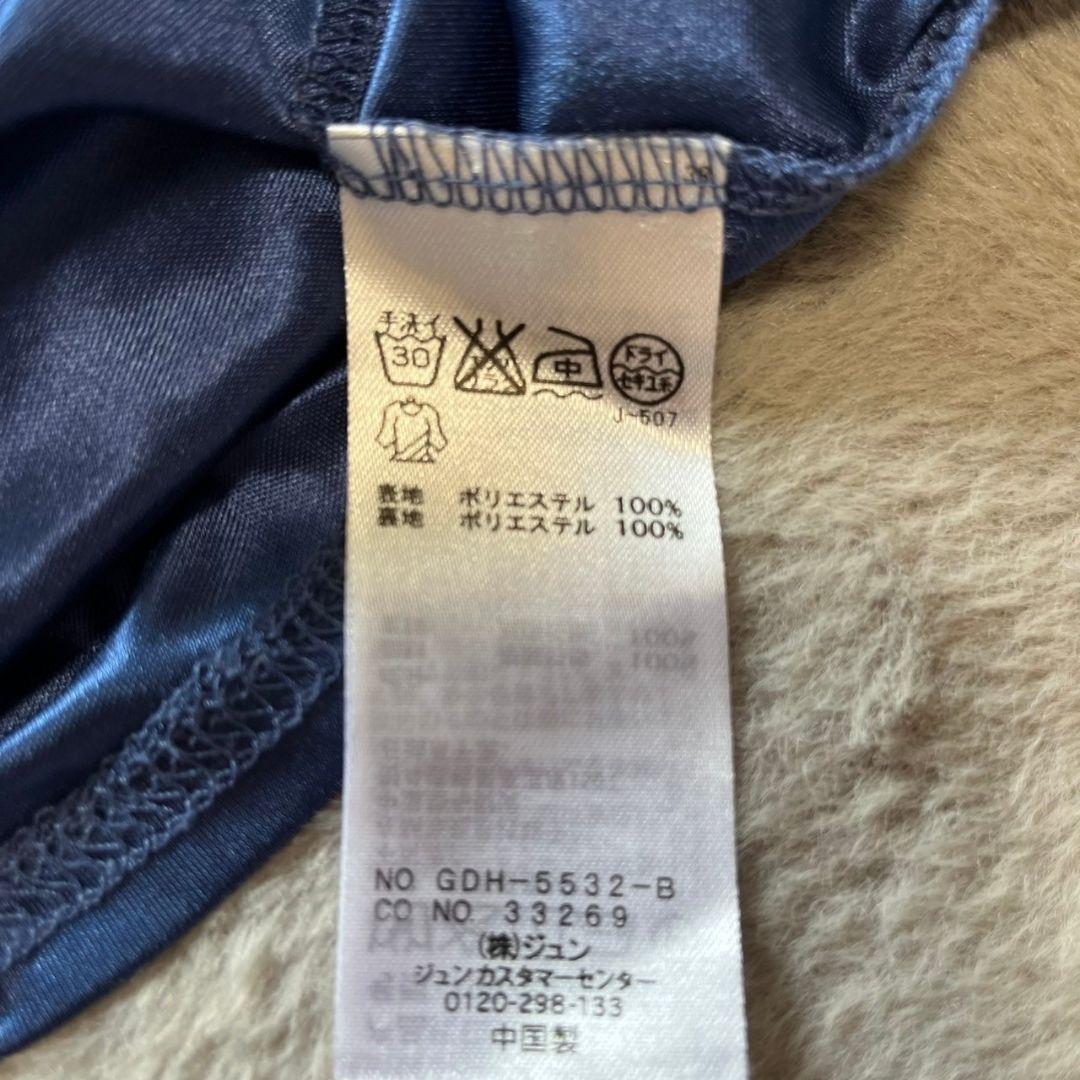 手洗イ
30
中
ドライ
セキユ系
J-507
表地 ポリエステル 100%
裏地 ポリエステル 100%
NO GDH-5532-B
CO NO 33269
(株)ジュン
ジュンカスタマーセンター
0120-298-133
中国製